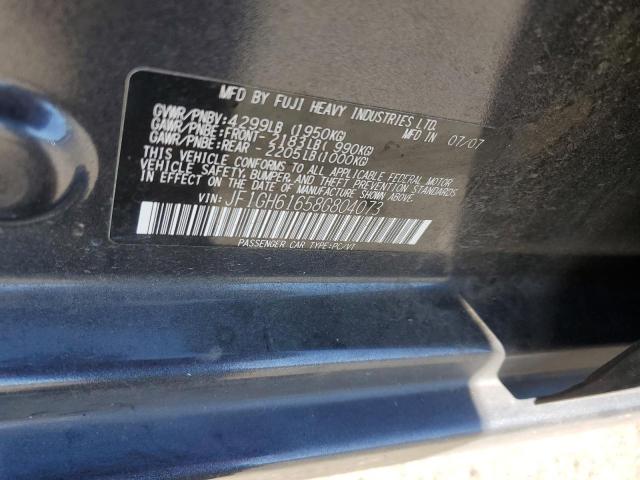 MFD BY FUJI HEAVY INDUSTRIES LTD.
GVWR/PNBV:4299LB (1950KG) MFD IN 07/07
GAWR/PNBE:FRONT- 2183LB( 990KG)
GAWR/PNBE:REAR - 2205LB(1000KG)
THIS VEHICLE CONFORMS TO ALL APPLICABLE FEDERAL MOTOR
VEHICLE SAFETY, BUMPER, AND THEFT PREVENTION STANDARDS
IN EFFECT ON THE DATE OF MANUFACTURE SHOWN ABOVE.
VIN: JF1GH61658G804073
PASSENGER CAR TYPE:PC/VT